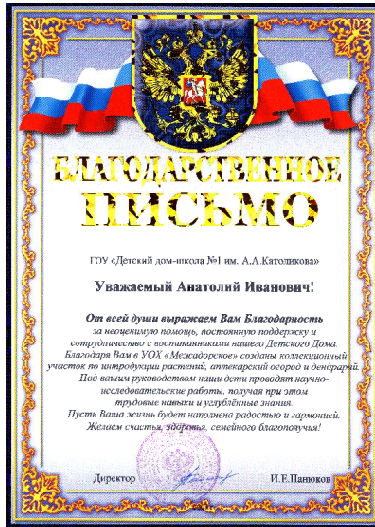 БЛАГОДАРСТВЕННОЕ
ПИСЬМО
ГОУ «Детский дом-школа №1 им. А.А.Католикова»
Уважаемый Анатолий Иванович!
От всей души выражаем Вам Благодарность
за неоценимую помощь, постоянную поддержку и
сотрудничество с воспитанниками нашего Детского Дома.
Благодаря Вам в УОХ «Межадорское» созданы коллекционный
участок по интродукции растений, аптекарский огород и дендрарий.
Под вашим руководством наши дети проводят научно-
исследовательские работы, получая при этом
трудовые навыки и углублённые знания.
Пусть Ваша жизнь будет наполнена радостью и гармонией.
Желаем счастья, здоровья, семейного благополучия!
Директор И.Е.Панюков